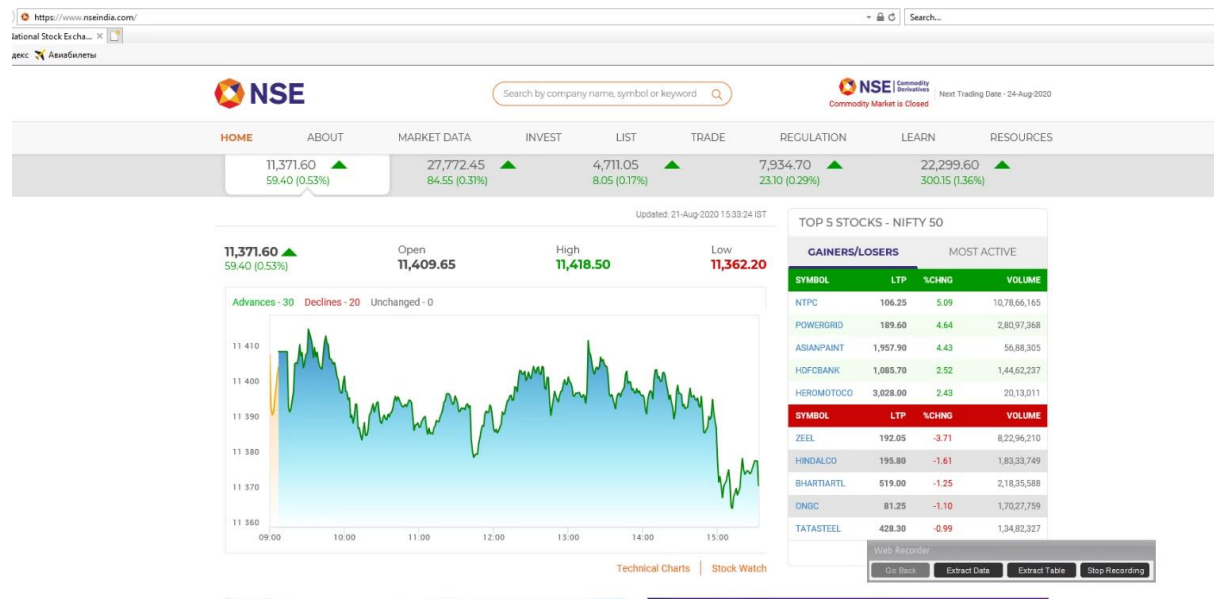 https://www.nseindia.com/
Search...
National Stock Excha...
Авиабилеты
NSE
Search by company name, symbol or keyword
NSE Commodity Derivatives
Commodity Market is Closed
Next Trading Date - 24-Aug-2020
HOME ABOUT MARKET DATA INVEST LIST TRADE REGULATION LEARN RESOURCES
11,371.60 27,772.45 4,711.05 7,934.70 22,299.60
59.40 (0.53%) 84.55 (0.31%) 8.05 (0.17%) 23.10 (0.29%) 300.15 (1.36%)
Updated: 21-Aug-2020 15:33:24 IST
11,371.60 Open High Low
59.40 (0.53%) 11,409.65 11,418.50 11,362.20
Advances - 30 Declines - 20 Unchanged - 0
11 410
11 400
11 390
11 380
11 370
11 360
09:00 10:00 11:00 12:00 13:00 14:00 15:00
Technical Charts | Stock Watch
TOP 5 STOCKS - NIFTY 50
GAINERS/LOSERS MOST ACTIVE
SYMBOL LTP %CHNG VOLUME
NTPC 106.25 5.09 10,78,66,165
POWERGRID 189.60 4.64 2,80,97,368
ASIANPAINT 1,957.90 4.43 56,88,305
HDFCBANK 1,085.70 2.52 1,44,62,237
HEROMOTOCO 3,028.00 2.43 20,13,011
SYMBOL LTP %CHNG VOLUME
ZEEL 192.05 -3.71 8,22,96,210
HINDALCO 195.80 -1.61 1,83,33,749
BHARTIARTL 519.00 -1.25 2,18,35,588
ONGC 81.25 -1.10 1,70,27,759
TATASTEEL 428.30 -0.99 1,34,82,327
Web Recorder
Go Back Extract Data Extract Table Stop Recording